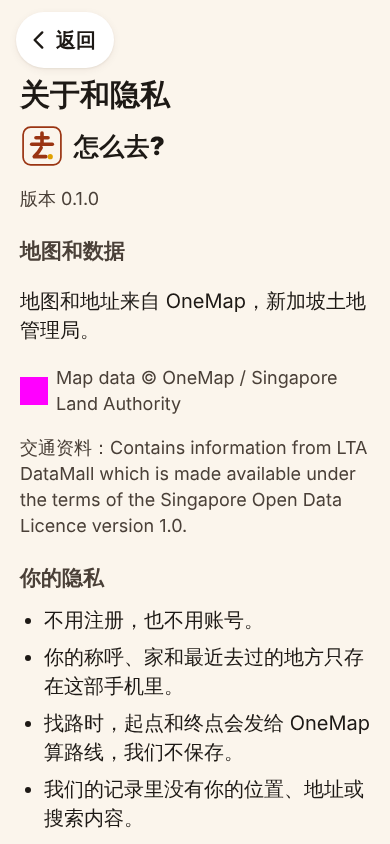 返回
关于和隐私
去
怎么去?
版本 0.1.0
地图和数据
地图和地址来自 OneMap，新加坡土地
管理局。
Map data © OneMap / Singapore
Land Authority
交通资料：Contains information from LTA
DataMall which is made available under
the terms of the Singapore Open Data
Licence version 1.0.
你的隐私
• 不用注册，也不用账号。
• 你的称呼、家和最近去过的地方只存
在这部手机里。
• 找路时，起点和终点会发给 OneMap
算路线，我们不保存。
• 我们的记录里没有你的位置、地址或
搜索内容。